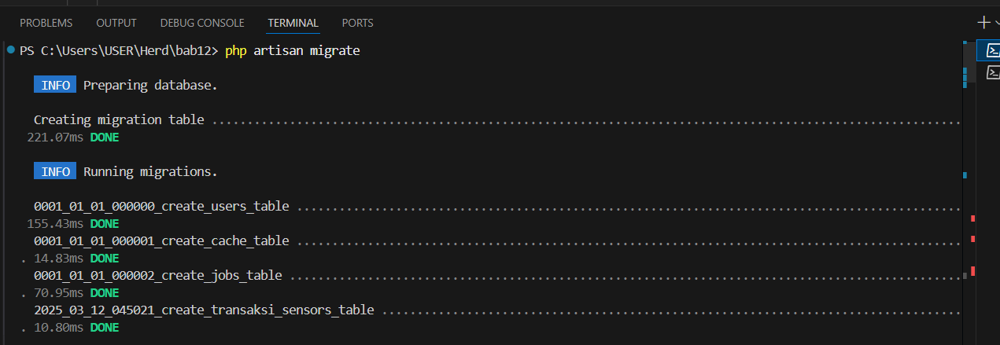 PROBLEMS OUTPUT DEBUG CONSOLE TERMINAL PORTS
PS C:\Users\USER\Herd\bab12> php artisan migrate
INFO Preparing database.
Creating migration table ..........................................................................................................
221.07ms DONE
INFO Running migrations.
0001_01_01_000000_create_users_table ..............................................................................................
155.43ms DONE
0001_01_01_000001_create_cache_table ..............................................................................................
. 14.83ms DONE
0001_01_01_000002_create_jobs_table ...............................................................................................
. 70.95ms DONE
2025_03_12_045021_create_transaksi_sensors_table ..................................................................................
. 10.80ms DONE